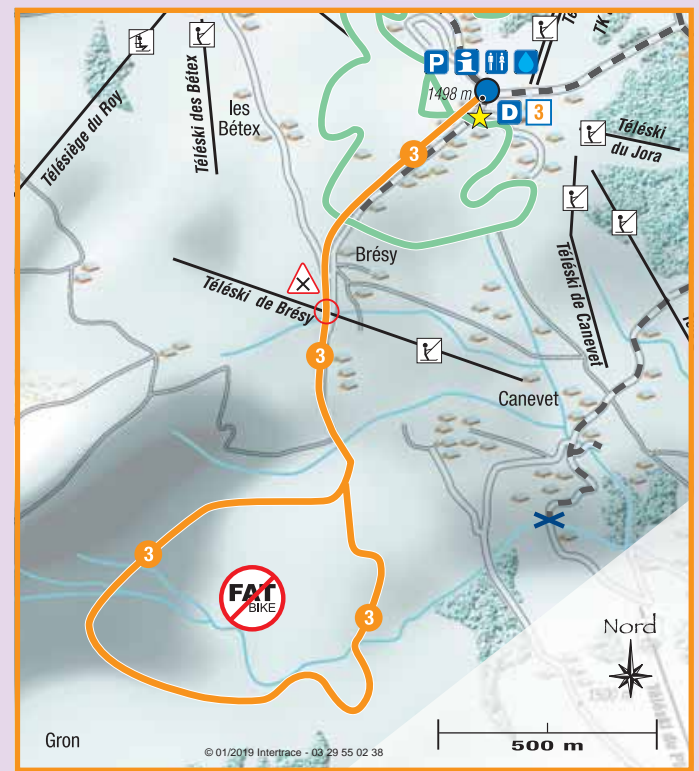 TK
P i
1498 m
D 3
les
Bétex
Télésiège du Roy
Téléski des Bétex
Téléski
du Jora
3
Brésy
Téléski de Brésy
Téléski de Canevet
3
Canevet
3
FAT
BIKE
3
Nord
Gron
© 01/2019 Intertrace - 03 29 55 02 38
500 m